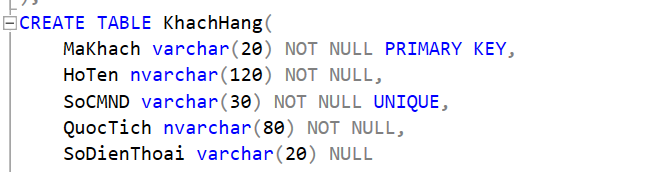 );
CREATE TABLE KhachHang(
MaKhach varchar(20) NOT NULL PRIMARY KEY,
HoTen nvarchar(120) NOT NULL,
SoCMND varchar(30) NOT NULL UNIQUE,
QuocTich nvarchar(80) NOT NULL,
SoDienThoai varchar(20) NULL